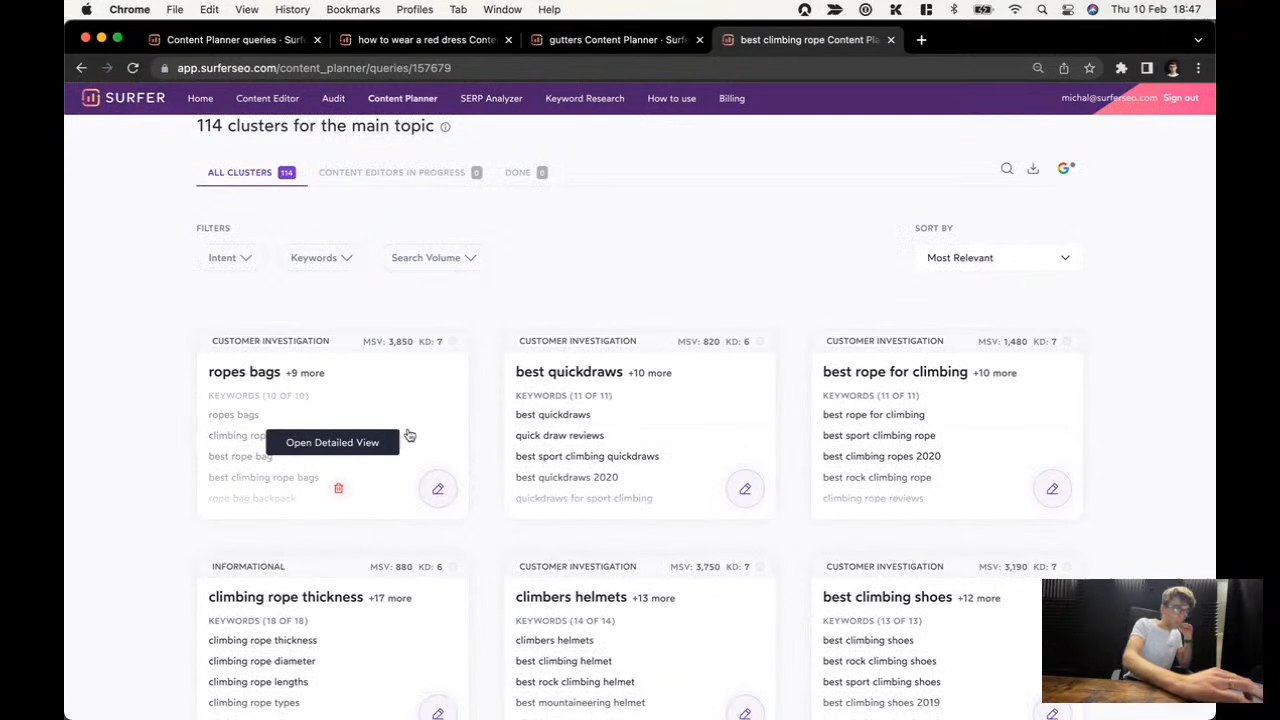 Chrome File Edit View History Bookmarks Profiles Tab Window Help Thu 10 Feb 18:47
Content Planner queries - Surf how to wear a red dress Conte gutters Content Planner - Surf best climbing rope Content Pla
app.surferseo.com/content_planner/queries/157679
SURFER Home Content Editor Audit Content Planner SERP Analyzer Keyword Research How to use Billing michal@surferseo.com Sign out
114 clusters for the main topic
ALL CLUSTERS 114 CONTENT EDITORS IN PROGRESS 0 DONE 0
FILTERS SORT BY
Intent Keywords Search Volume Most Relevant
CUSTOMER INVESTIGATION MSV: 3,850 KD: 7
ropes bags +9 more
KEYWORDS (10 OF 10)
ropes bags
climbing rop
Open Detailed View
best rope bag
best climbing rope bags
rope bag backpack
CUSTOMER INVESTIGATION MSV: 820 KD: 6
best quickdraws +10 more
KEYWORDS (11 OF 11)
best quickdraws
quick draw reviews
best sport climbing quickdraws
best quickdraws 2020
quickdraws for sport climbing
CUSTOMER INVESTIGATION MSV: 1,480 KD: 7
best rope for climbing +10 more
KEYWORDS (11 OF 11)
best rope for climbing
best sport climbing rope
best climbing ropes 2020
best rock climbing rope
climbing rope reviews
INFORMATIONAL MSV: 880 KD: 6
climbing rope thickness +17 more
KEYWORDS (18 OF 18)
climbing rope thickness
climbing rope diameter
climbing rope lengths
climbing rope types
CUSTOMER INVESTIGATION MSV: 3,750 KD: 7
climbers helmets +13 more
KEYWORDS (14 OF 14)
climbers helmets
best climbing helmet
best rock climbing helmet
best mountaineering helmet
CUSTOMER INVESTIGATION MSV: 3,190 KD: 7
best climbing shoes +12 more
KEYWORDS (13 OF 13)
best climbing shoes
best rock climbing shoes
best sport climbing shoes
best climbing shoes 2019